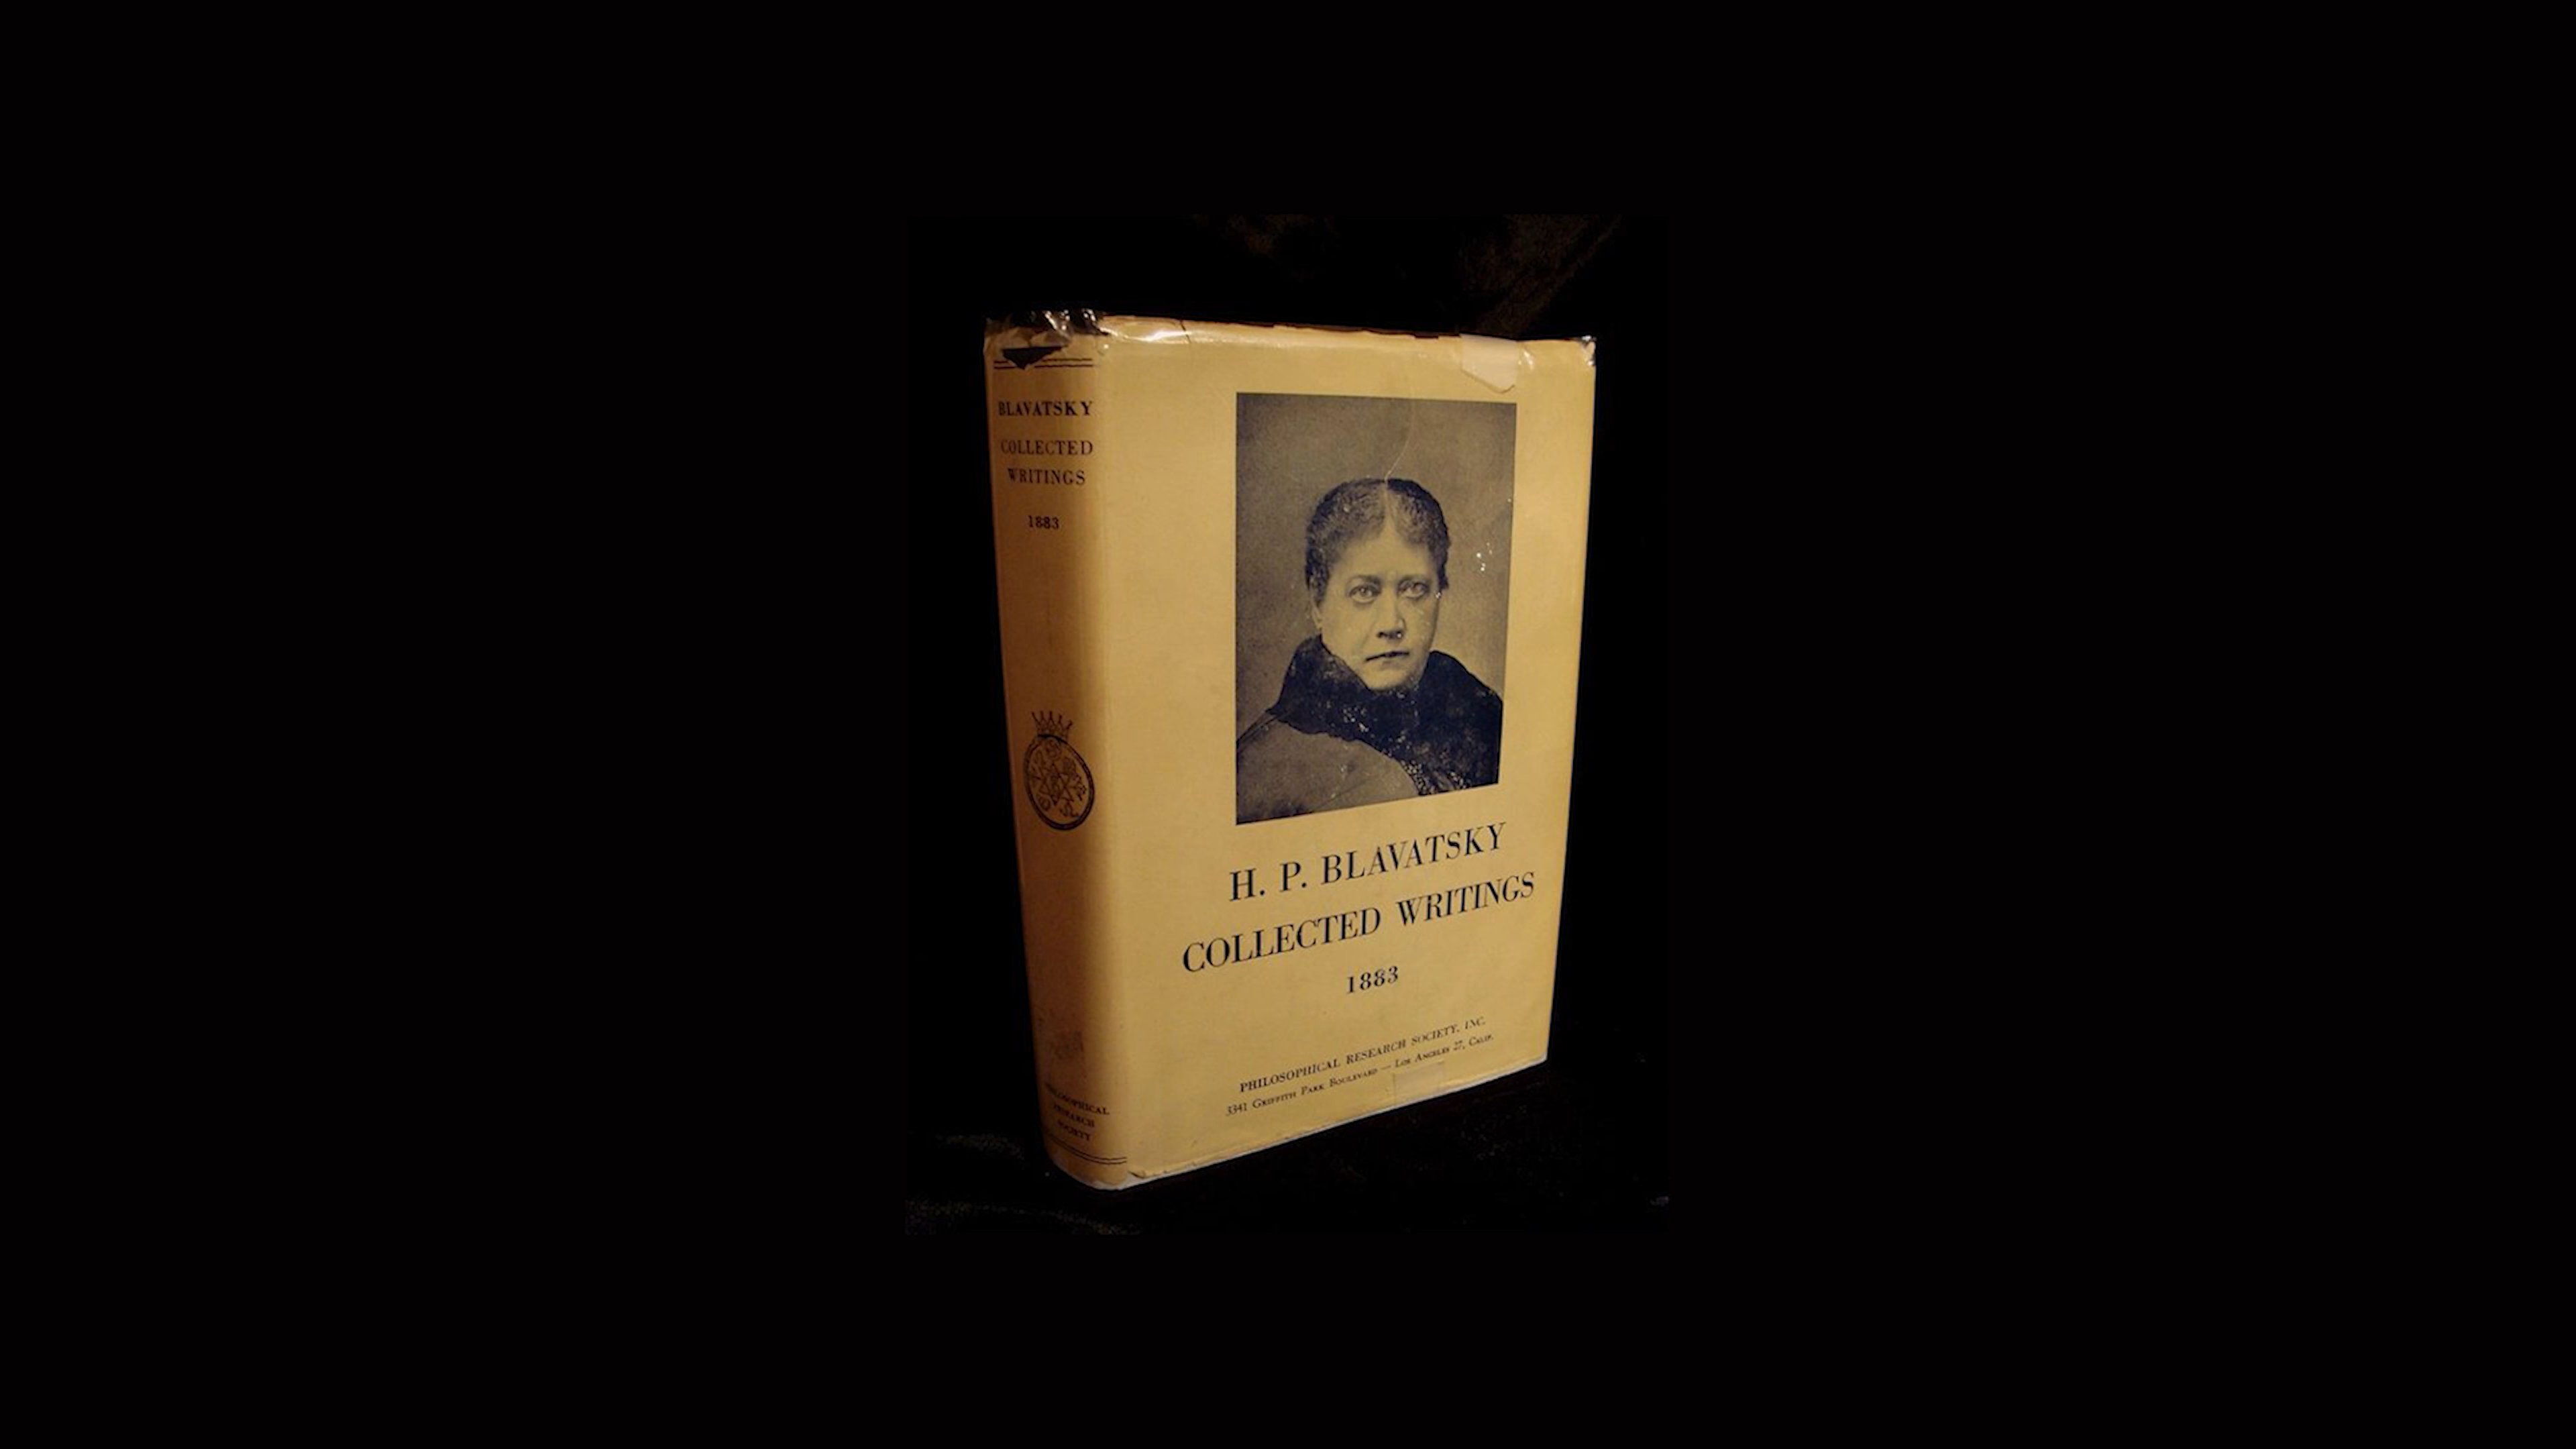 BLAVATSKY
COLLECTED
WRITINGS
1883
PHILOSOPHICAL
RESEARCH
SOCIETY
H. P. BLAVATSKY
COLLECTED WRITINGS
1883
PHILOSOPHICAL RESEARCH SOCIETY, INC.
3341 GRIFFITH PARK BOULEVARD — LOS ANGELES 27, CALIF.